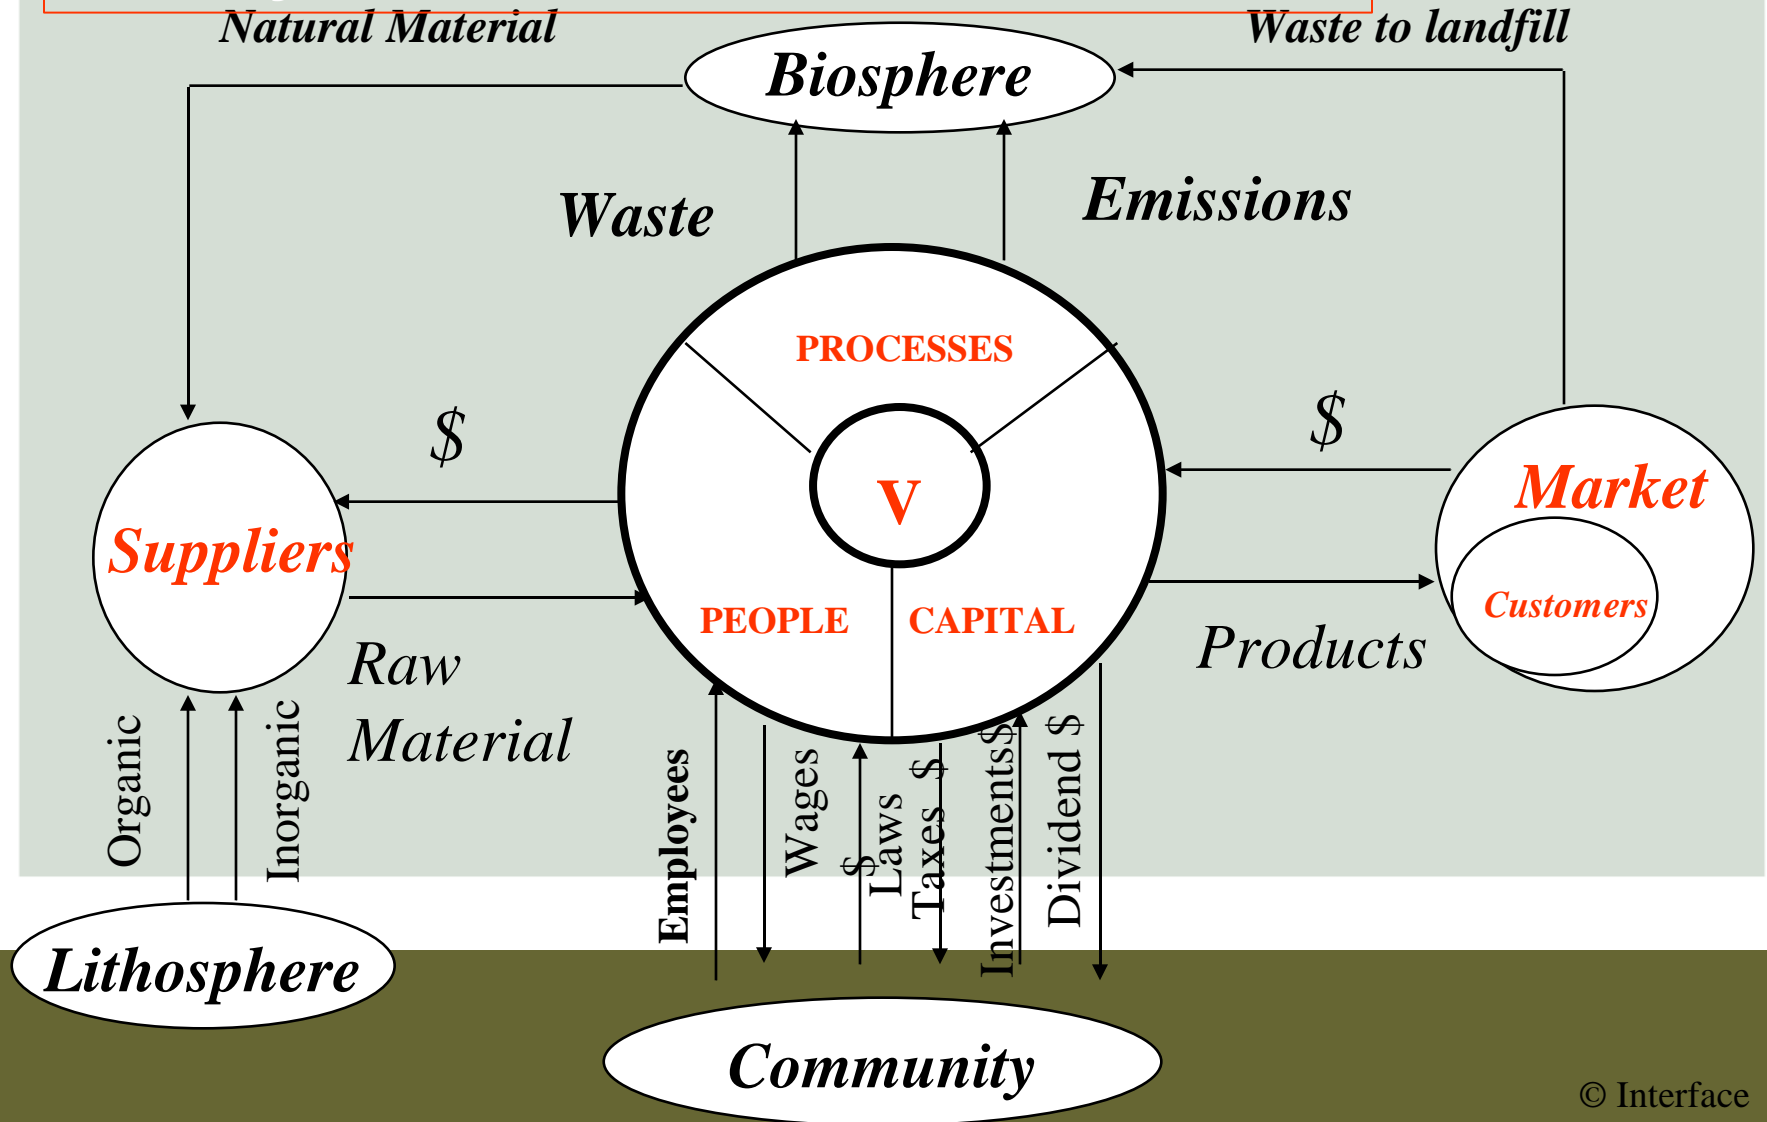 Natural Material
Waste to landfill
Biosphere
Waste
Emissions
PROCESSES
$
$
V
Market
Suppliers
Customers
PEOPLE
CAPITAL
Products
Raw
Material
Organic
Inorganic
Employees
Wages
$
Laws
Taxes $
Investments$
Dividend $
Lithosphere
Community
© Interface